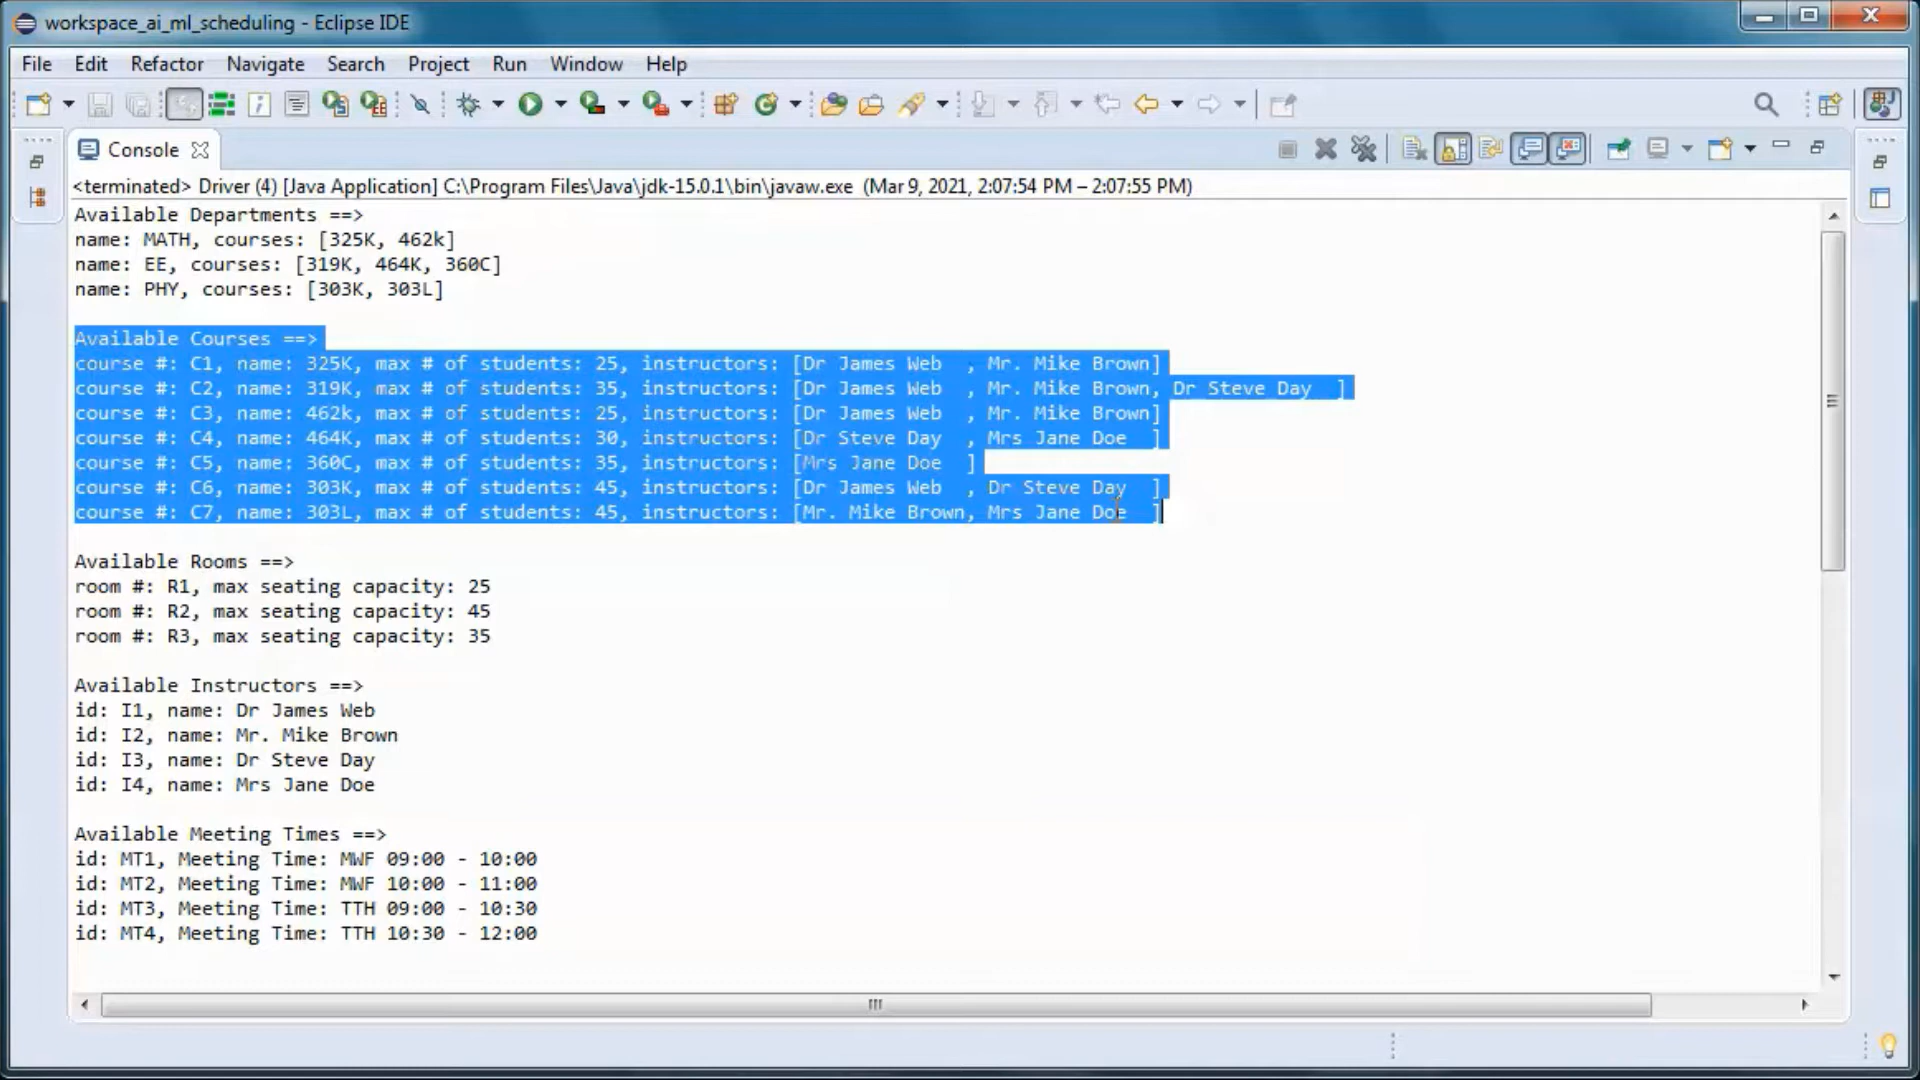 workspace_ai_ml_scheduling - Eclipse IDE
File Edit Refactor Navigate Search Project Run Window Help
Console
<terminated> Driver (4) [Java Application] C:\Program Files\Java\jdk-15.0.1\bin\javaw.exe (Mar 9, 2021, 2:07:54 PM – 2:07:55 PM)
Available Departments ==>
name: MATH, courses: [325K, 462k]
name: EE, courses: [319K, 464K, 360C]
name: PHY, courses: [303K, 303L]
Available Courses ==>
course #: C1, name: 325K, max # of students: 25, instructors: [Dr James Web  , Mr. Mike Brown]
course #: C2, name: 319K, max # of students: 35, instructors: [Dr James Web  , Mr. Mike Brown, Dr Steve Day  ]
course #: C3, name: 462k, max # of students: 25, instructors: [Dr James Web  , Mr. Mike Brown]
course #: C4, name: 464K, max # of students: 30, instructors: [Dr Steve Day  , Mrs Jane Doe  ]
course #: C5, name: 360C, max # of students: 35, instructors: [Mrs Jane Doe  ]
course #: C6, name: 303K, max # of students: 45, instructors: [Dr James Web  , Dr Steve Day  ]
course #: C7, name: 303L, max # of students: 45, instructors: [Mr. Mike Brown, Mrs Jane Doe  ]
Available Rooms ==>
room #: R1, max seating capacity: 25
room #: R2, max seating capacity: 45
room #: R3, max seating capacity: 35
Available Instructors ==>
id: I1, name: Dr James Web
id: I2, name: Mr. Mike Brown
id: I3, name: Dr Steve Day
id: I4, name: Mrs Jane Doe
Available Meeting Times ==>
id: MT1, Meeting Time: MWF 09:00 - 10:00
id: MT2, Meeting Time: MWF 10:00 - 11:00
id: MT3, Meeting Time: TTH 09:00 - 10:30
id: MT4, Meeting Time: TTH 10:30 - 12:00